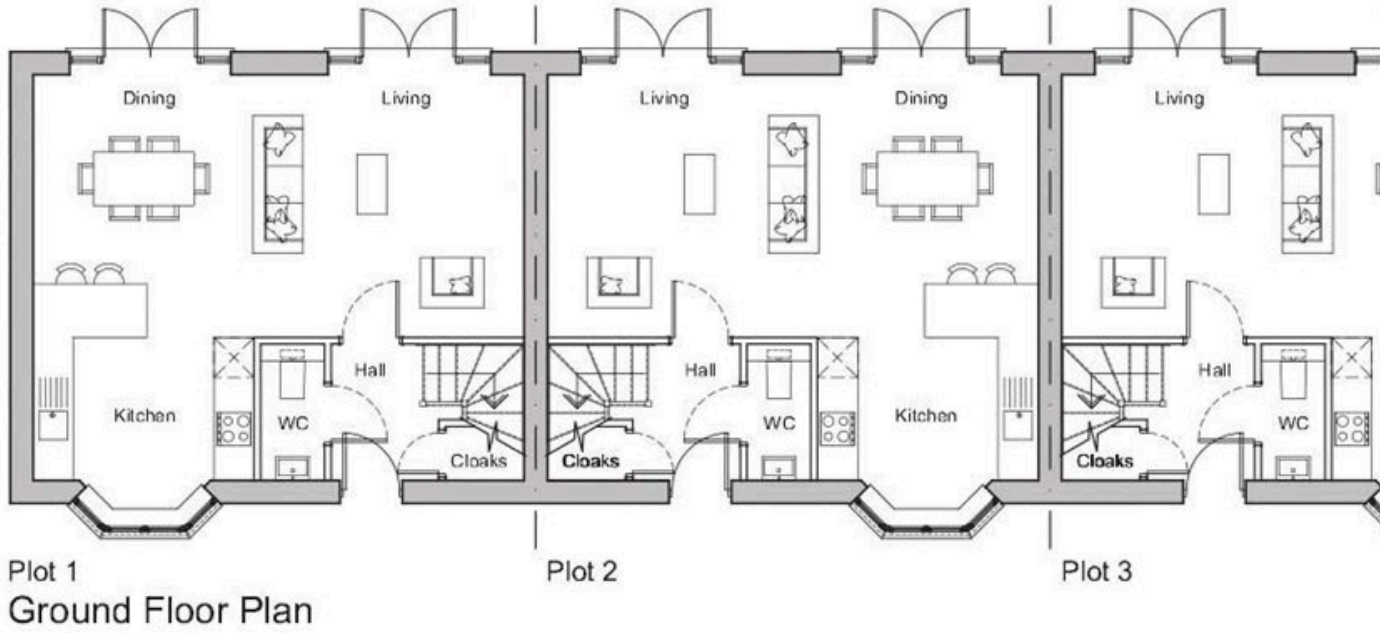 Dining Living Living Dining Living
Hall Hall Hall
Kitchen WC WC Kitchen WC
Cloaks Cloaks Cloaks
Plot 1 Plot 2 Plot 3
Ground Floor Plan